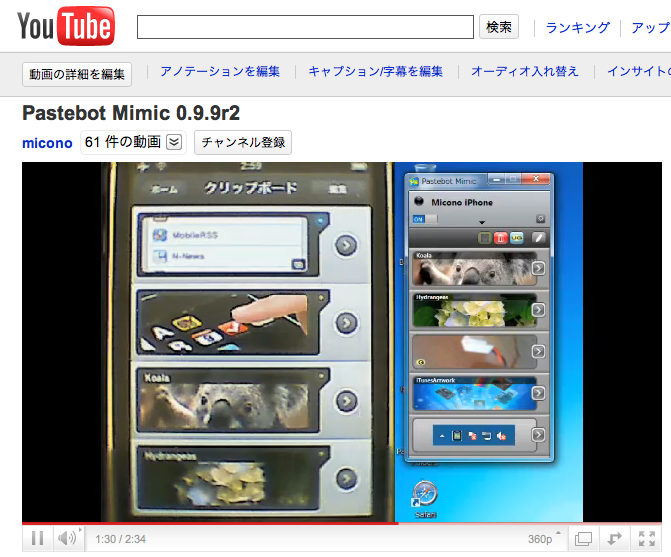 YouTube
検索
ランキング
アップ
動画の詳細を編集
アノテーションを編集
キャプション/字幕を編集
オーディオ入れ替え
インサイトの
Pastebot Mimic 0.9.9r2
micono
61 件の動画
チャンネル登録
2:59
ホーム
クリップボード
MobileRSS
N-News
Koala
Hydrangeas
Pastebot Mimic
Micono iPhone
ON
Koala
Hydrangeas
iTunesArtwork
Safari
1:30 / 2:34
360p